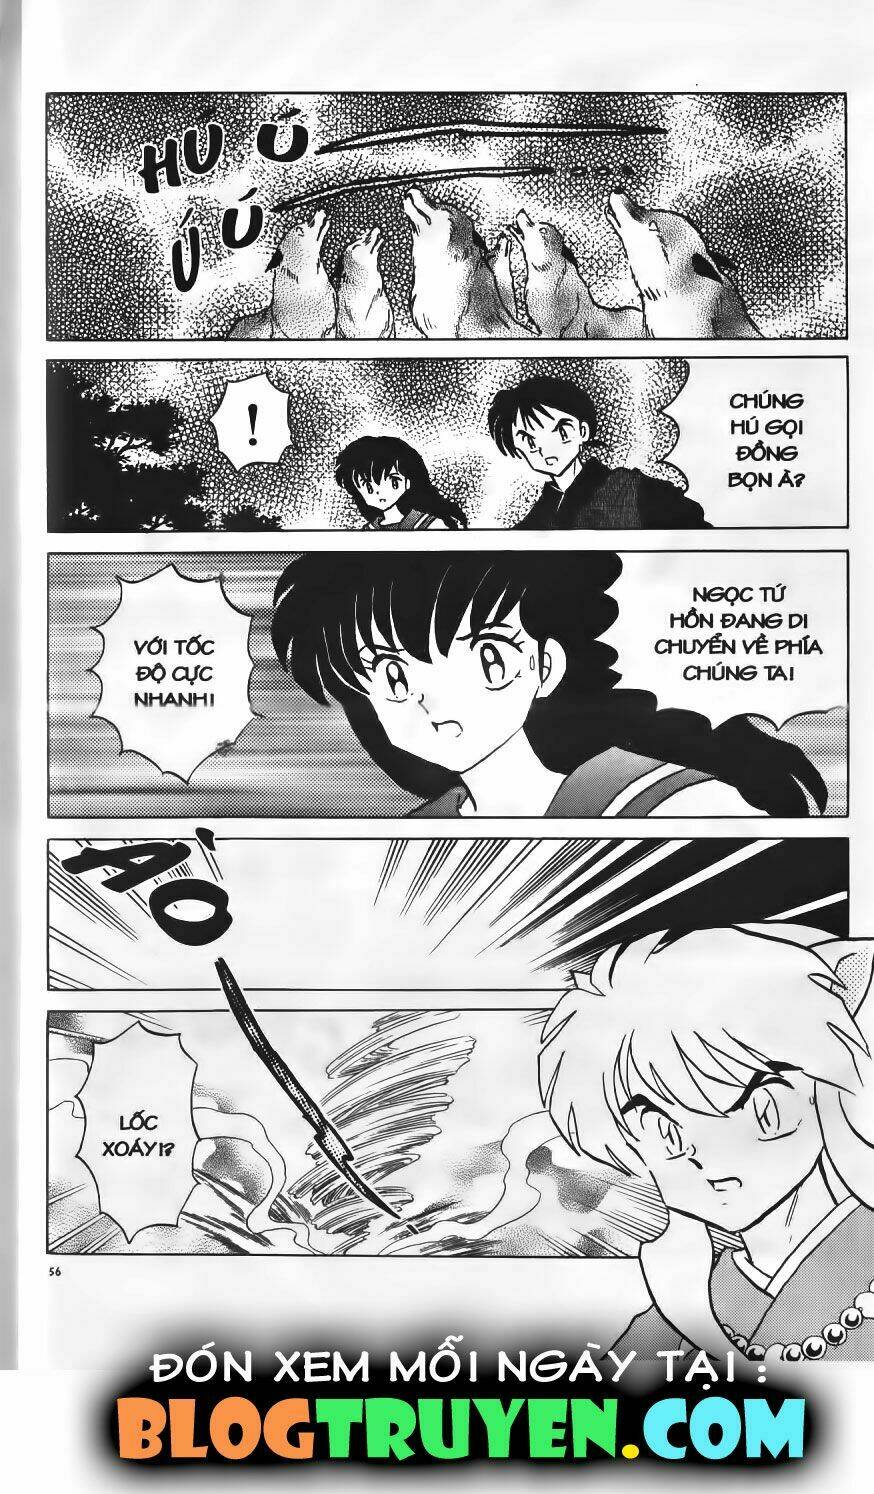 HÚ Ú
Ú Ú
CHÚNG
HÚ GỌI
ĐỒNG
BỌN À?
!
NGỌC TỨ
HỒN ĐANG DI
CHUYỂN VỀ PHÍA
CHÚNG TA!
VỚI TỐC
ĐỘ CỰC
NHANH!
ÀO
LỐC
XOÁY!?
56
ĐÓN XEM MỖI NGÀY TẠI :
BLOGTRUYEN.COM